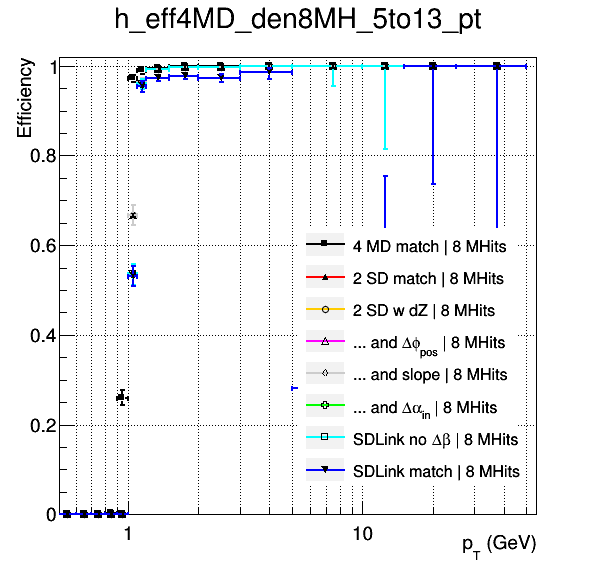 h_eff4MD_den8MH_5to13_pt
Efficiency
1
0.8
0.6
0.4
0.2
0
4 MD match | 8 MHits
2 SD match | 8 MHits
2 SD w dZ | 8 MHits
... and Δϕpos | 8 MHits
... and slope | 8 MHits
... and Δαin | 8 MHits
SDLink no Δβ | 8 MHits
SDLink match | 8 MHits
1 10
pT (GeV)